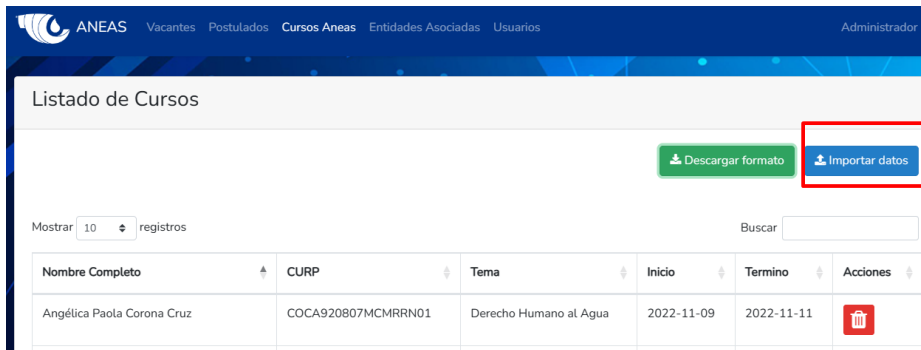 ANEAS Vacantes Postulados Cursos Aneas Entidades Asociadas Usuarios Administrador
Listado de Cursos
Descargar formato Importar datos
Mostrar 10 registros Buscar
Nombre Completo CURP Tema Inicio Termino Acciones
Angélica Paola Corona Cruz COCA920807MCMRRN01 Derecho Humano al Agua 2022-11-09 2022-11-11